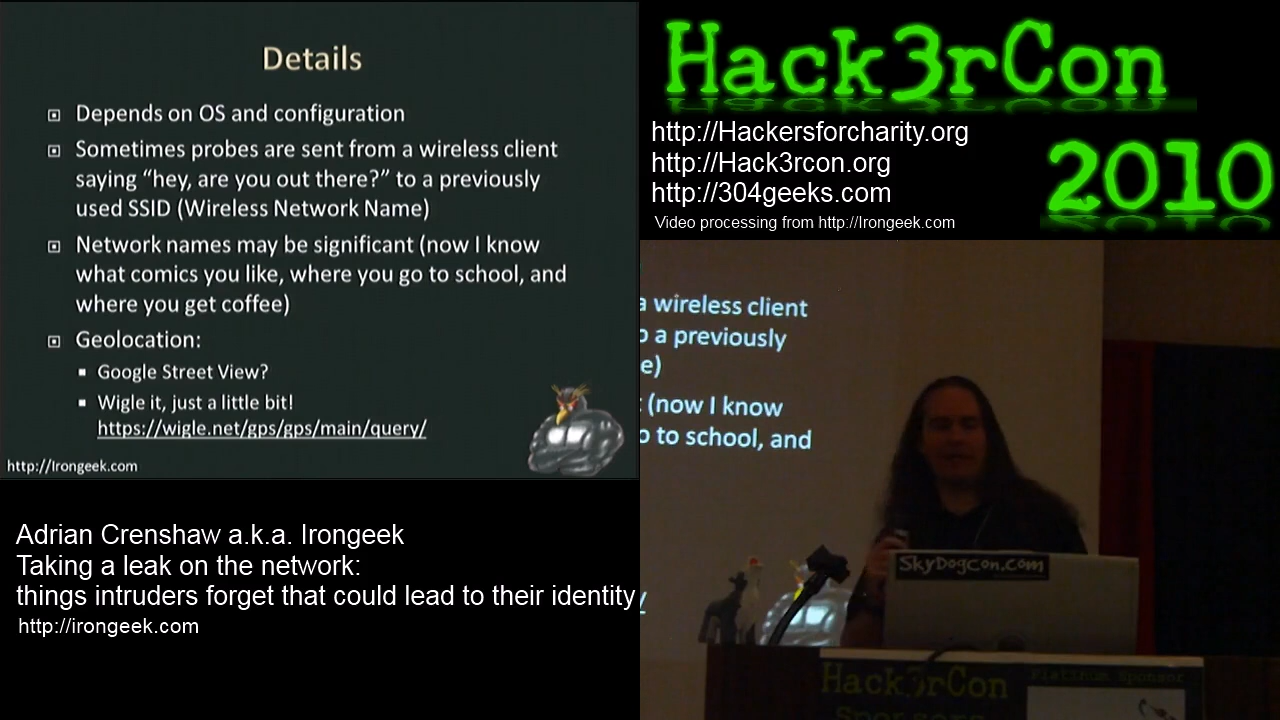 Details
Depends on OS and configuration
Sometimes probes are sent from a wireless client
saying “hey, are you out there?” to a previously
used SSID (Wireless Network Name)
Network names may be significant (now I know
what comics you like, where you go to school, and
where you get coffee)
Geolocation:
Google Street View?
Wigle it, just a little bit!
https://wigle.net/gps/gps/main/query/
http://Irongeek.com
Adrian Crenshaw a.k.a. Irongeek
Taking a leak on the network:
things intruders forget that could lead to their identity
http://irongeek.com
Hack3rCon
http://Hackersforcharity.org
http://Hack3rcon.org
http://304geeks.com
2010
Video processing from http://Irongeek.com
a wireless client
o a previously
e)
(now I know
o to school, and
SkyDogCon.com
Hack3rCon
Platinum Sponsor
Sponsors